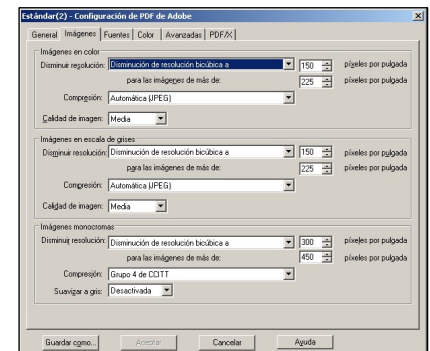 Estándar(2) - Configuración de PDF de Adobe
General Imágenes Fuentes Color Avanzadas PDF/X
Imágenes en color
Disminuir resolución: Disminución de resolución bicúbica a 150 píxeles por pulgada
para las imágenes de más de: 225 píxeles por pulgada
Compresión: Automática (JPEG)
Calidad de imagen: Media
Imágenes en escala de grises
Disminuir resolución: Disminución de resolución bicúbica a 150 píxeles por pulgada
para las imágenes de más de: 225 píxeles por pulgada
Compresión: Automática (JPEG)
Calidad de imagen: Media
Imágenes monocromas
Disminuir resolución: Disminución de resolución bicúbica a 300 píxeles por pulgada
para las imágenes de más de: 450 píxeles por pulgada
Compresión: Grupo 4 de CCITT
Suavizar a gris: Desactivada
Guardar como... Aceptar Cancelar Ayuda